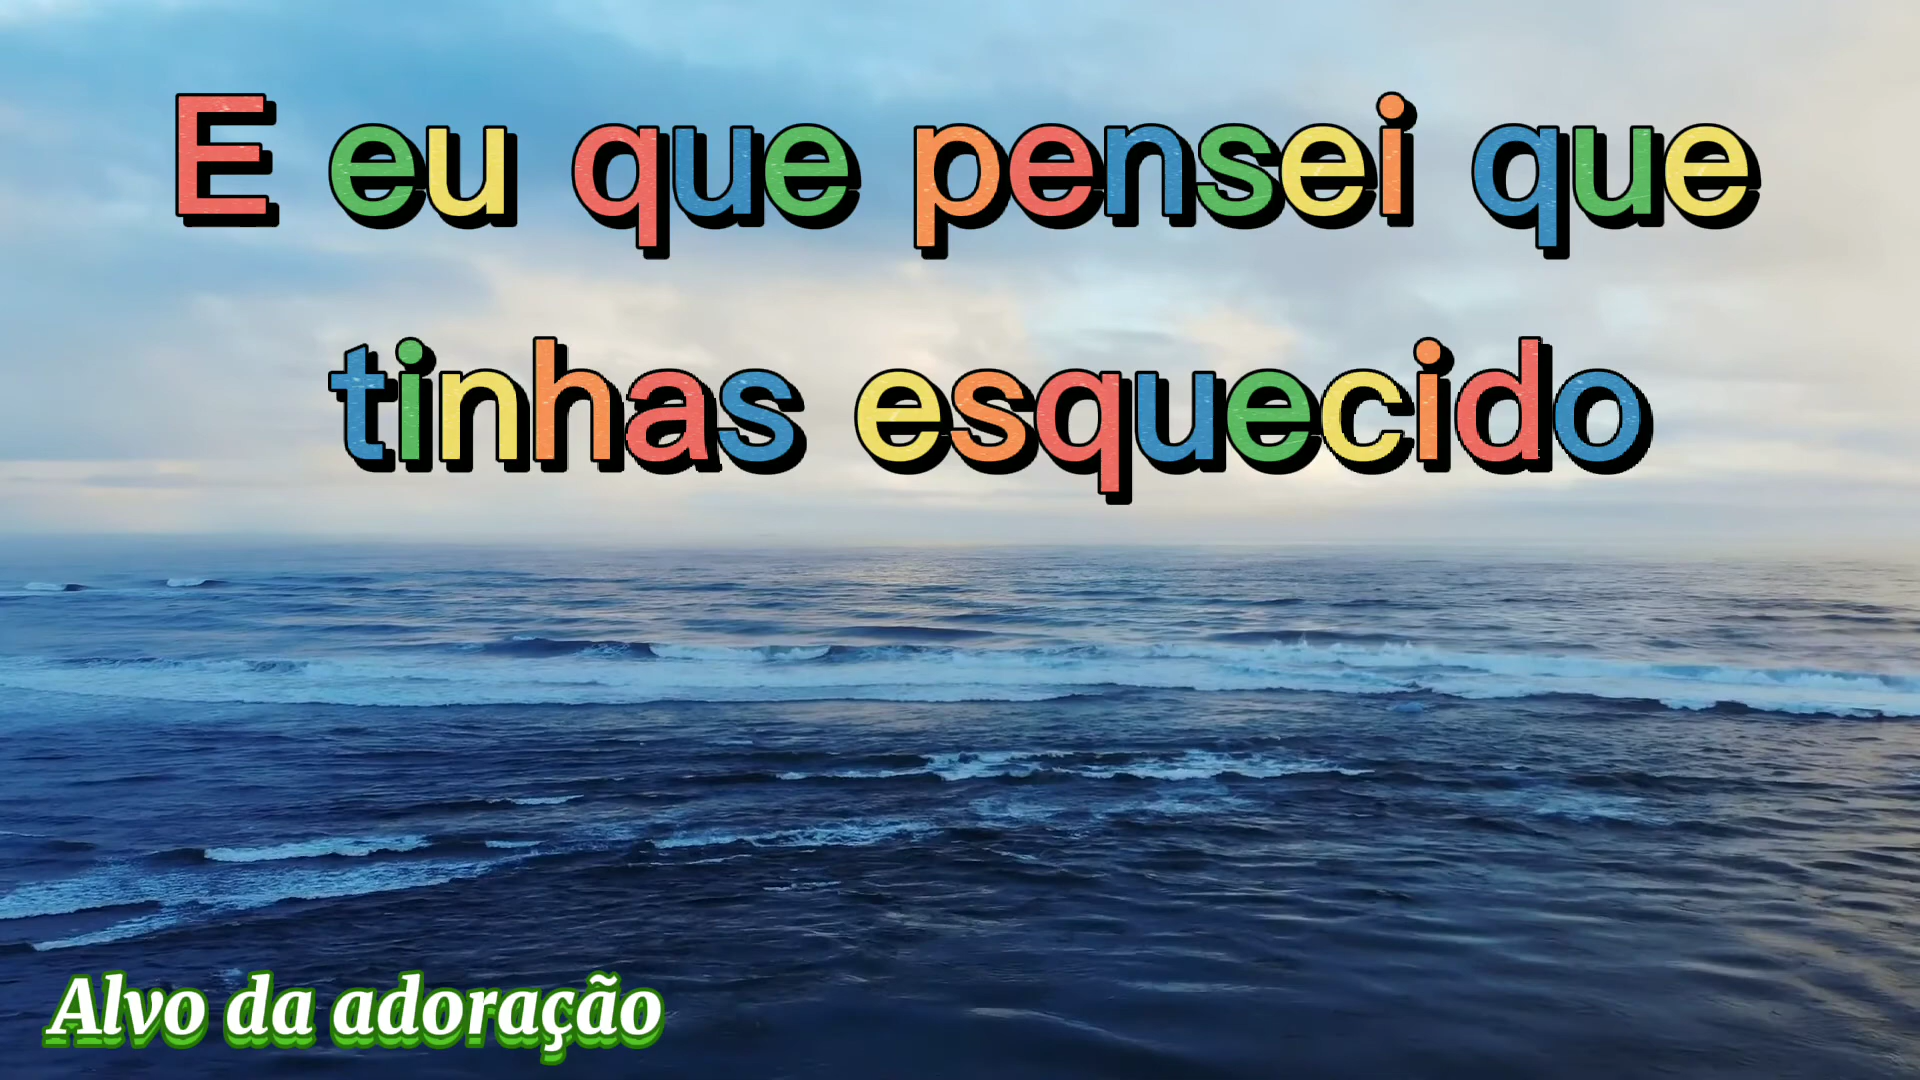 E eu que pensei que
tinhas esquecido
Alvo da adoração